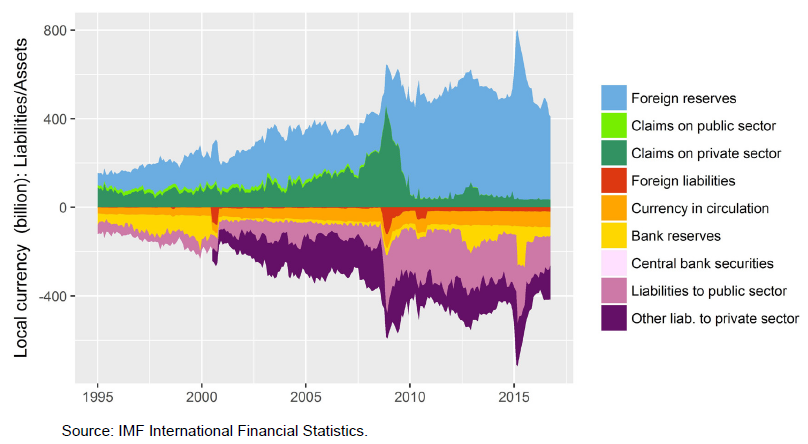 Local currency (billion): Liabilities/Assets
800
400
0
-400
1995
2000
2005
2010
2015
Foreign reserves
Claims on public sector
Claims on private sector
Foreign liabilities
Currency in circulation
Bank reserves
Central bank securities
Liabilities to public sector
Other liab. to private sector
Source: IMF International Financial Statistics.